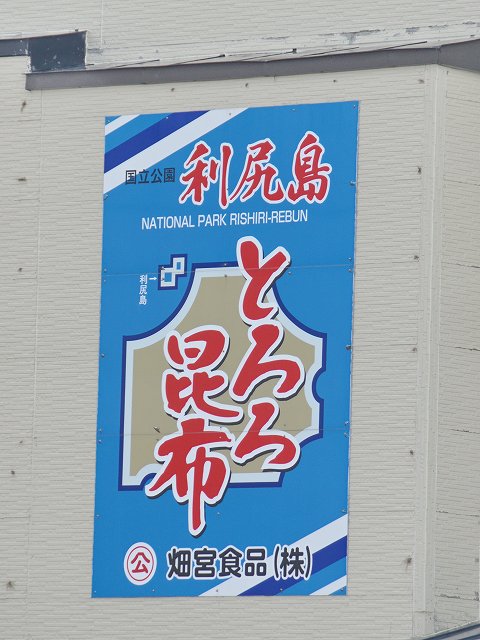 国立公園 利尻島
NATIONAL PARK RISHIRI-REBUN
利尻島→
とろろ
昆布
公 畑宮食品(株)